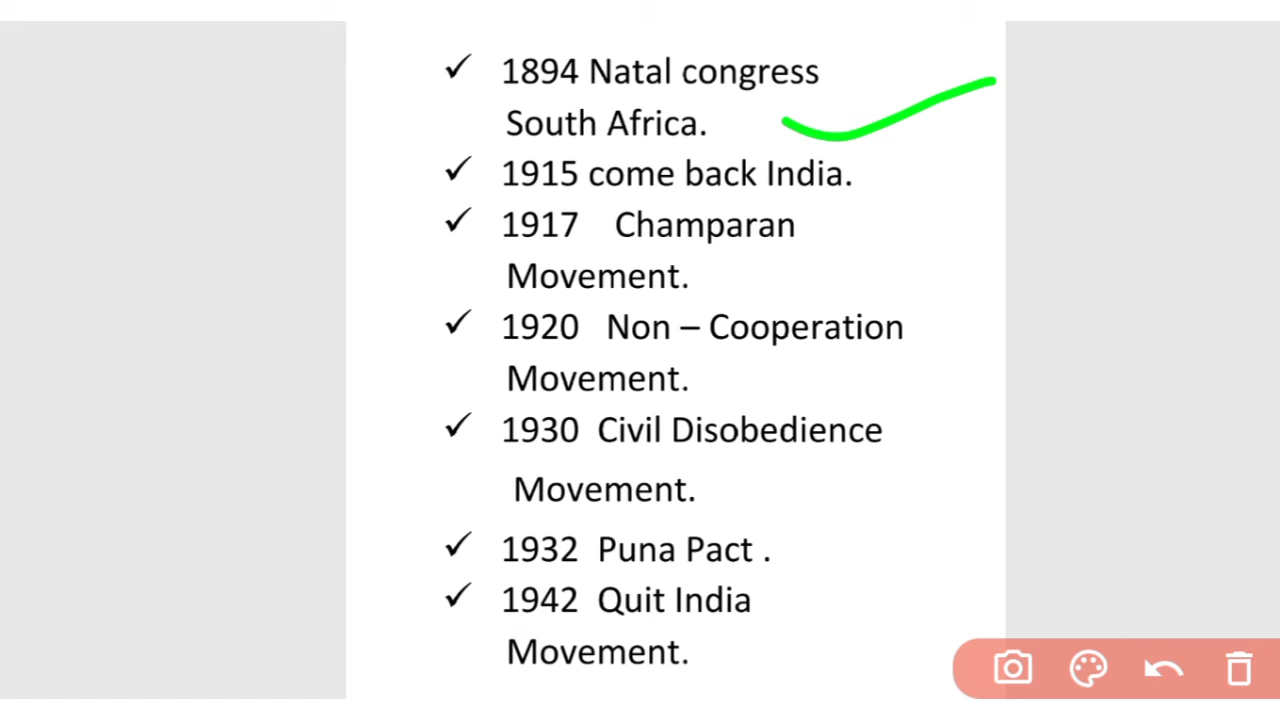 ✓ 1894 Natal congress
South Africa.
✓ 1915 come back India.
✓ 1917 Champaran
Movement.
✓ 1920 Non – Cooperation
Movement.
✓ 1930 Civil Disobedience
Movement.
✓ 1932 Puna Pact .
✓ 1942 Quit India
Movement.